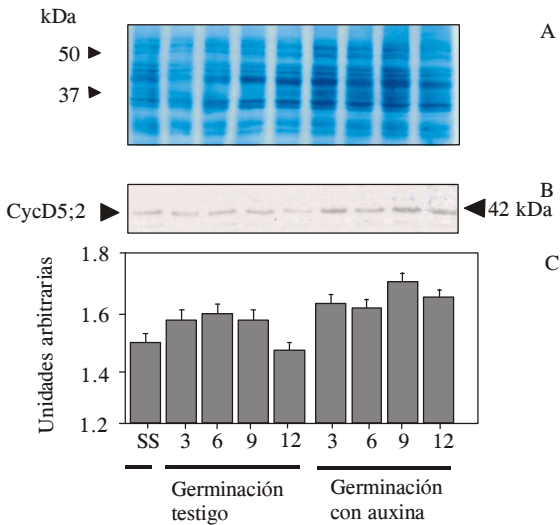 kDa
A
50
37
B
CycD5;2
42 kDa
C
Unidades arbitrarias
1.8
1.6
1.4
1.2
SS 3 6 9 12 3 6 9 12
Germinación
testigo
Germinación
con auxina